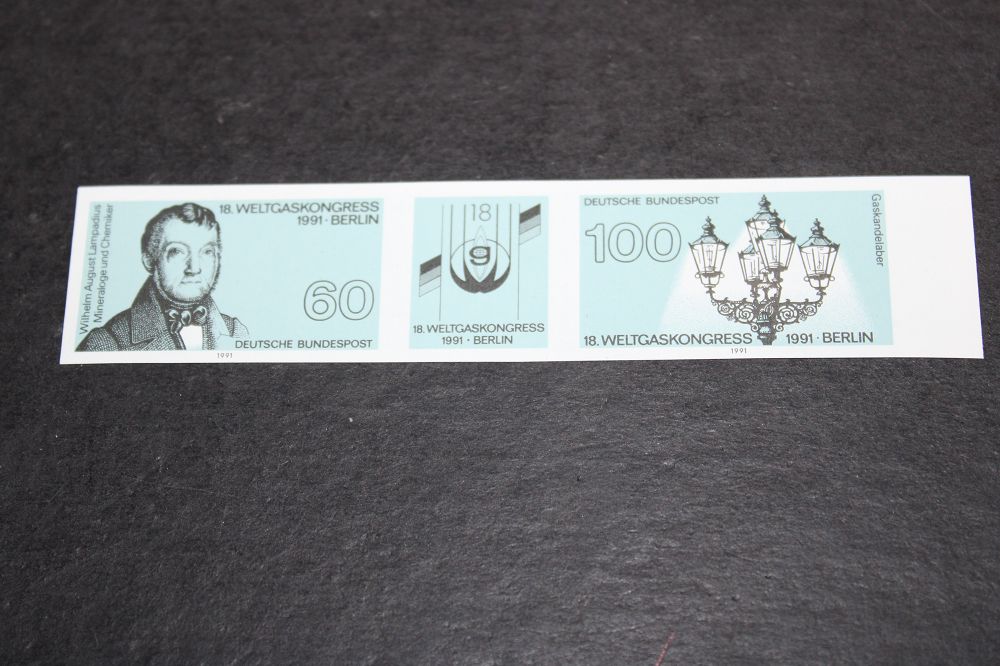 Wilhelm August Lampadius
Mineraloge und Chemiker
18. WELTGASKONGRESS
1991 · BERLIN
60
DEUTSCHE BUNDESPOST
1991
18
g
18. WELTGASKONGRESS
1991 · BERLIN
DEUTSCHE BUNDESPOST
100
Gaskandelaber
18. WELTGASKONGRESS 1991 · BERLIN
1991